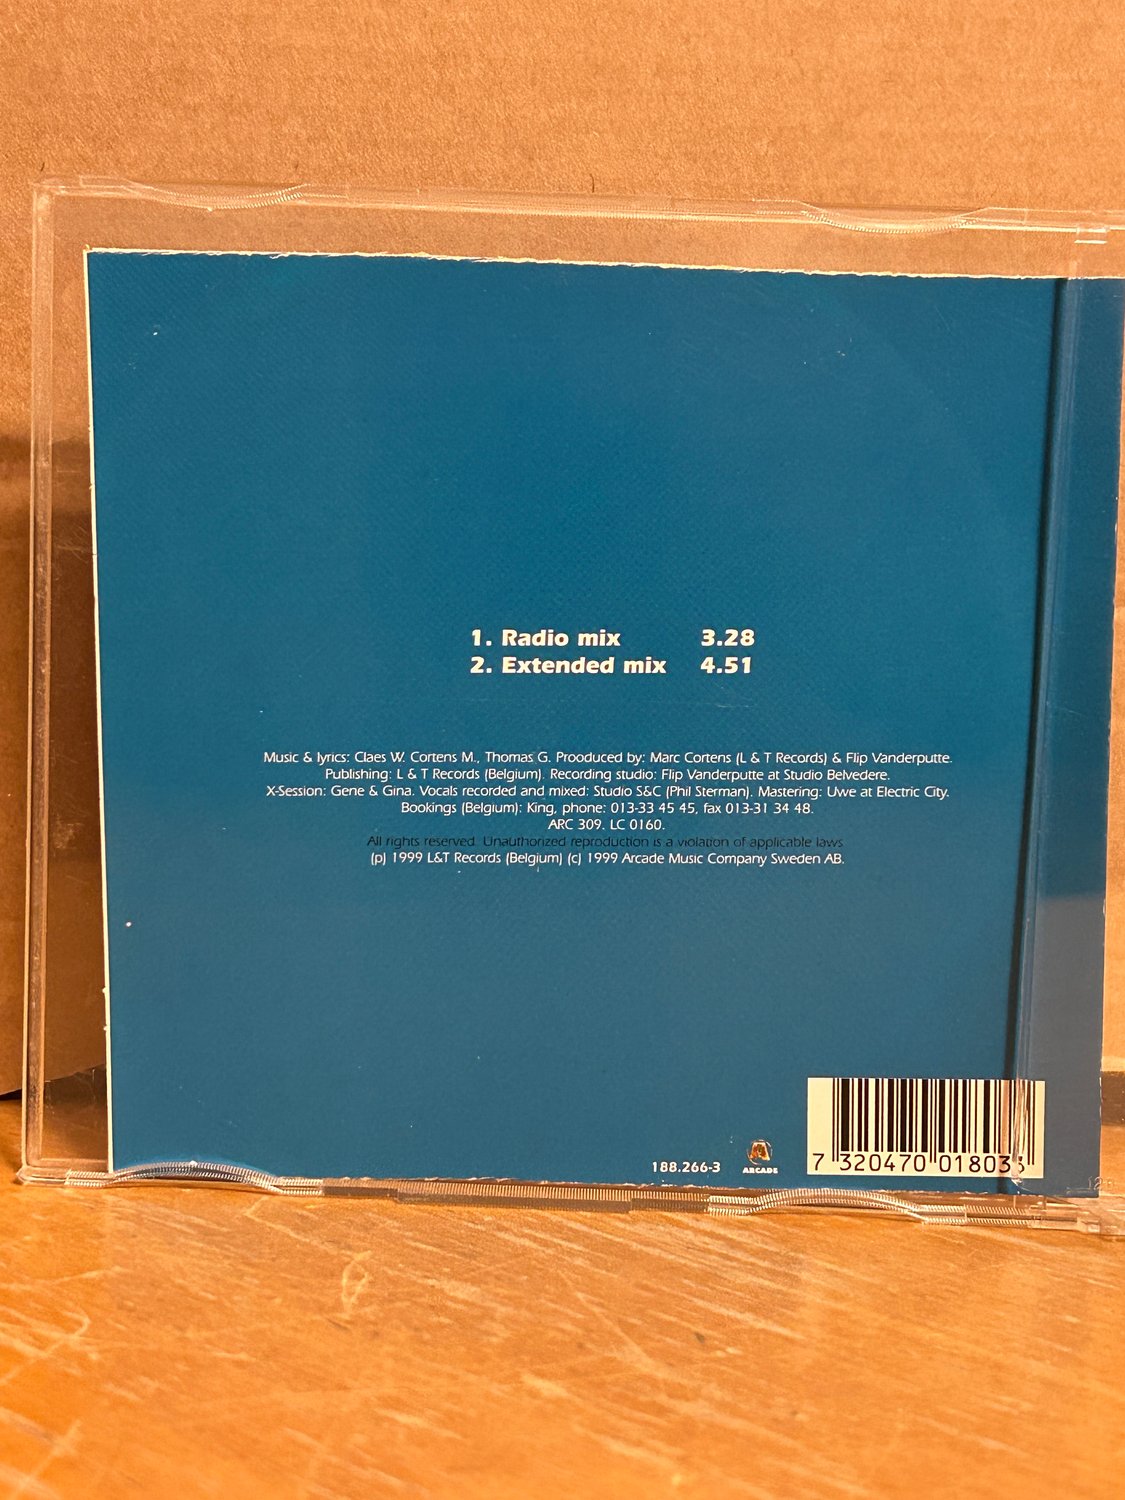 1. Radio mix 3.28
2. Extended mix 4.51
Music & lyrics: Claes W. Cortens M., Thomas G. Prooduced by: Marc Cortens (L & T Records) & Flip Vanderputte.
Publishing: L & T Records (Belgium). Recording studio: Flip Vanderputte at Studio Belvedere.
X-Session: Gene & Gina. Vocals recorded and mixed: Studio S&C (Phil Sterman). Mastering: Uwe at Electric City.
Bookings (Belgium): King, phone: 013-33 45 45, fax 013-31 34 48.
ARC 309. LC 0160.
All rights reserved. Unauthorized reproduction is a violation of applicable laws
(p) 1999 L&T Records (Belgium) (c) 1999 Arcade Music Company Sweden AB.
188.266-3
ARCADE
7 320470 018033